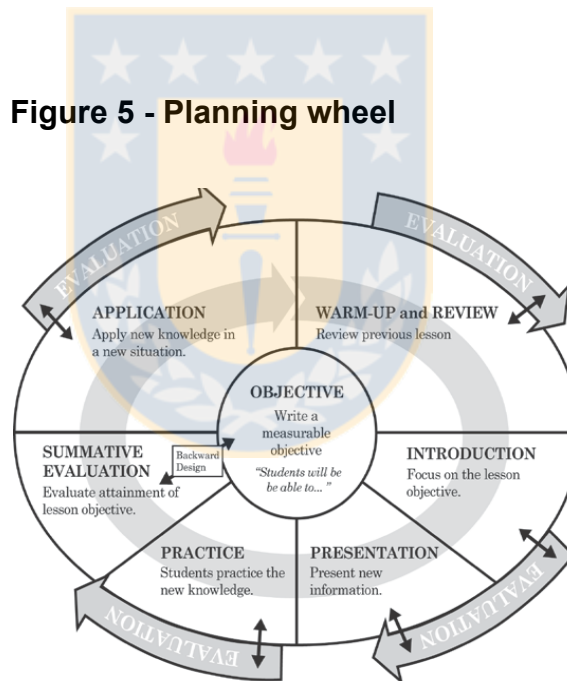 Figure 5 - Planning wheel
EVALUATION
EVALUATION
APPLICATION
Apply new knowledge in
a new situation.
WARM-UP and REVIEW
Review previous lesson
OBJECTIVE
Write a
measurable
objective
“Students will be
be able to... ”
SUMMATIVE
EVALUATION
Evaluate attainment of
lesson objective.
Backward
Design
INTRODUCTION
Focus on the lesson
objective.
PRACTICE
Students practice the
new knowledge.
PRESENTATION
Present new
information.
EVALUATION
EVALUATION